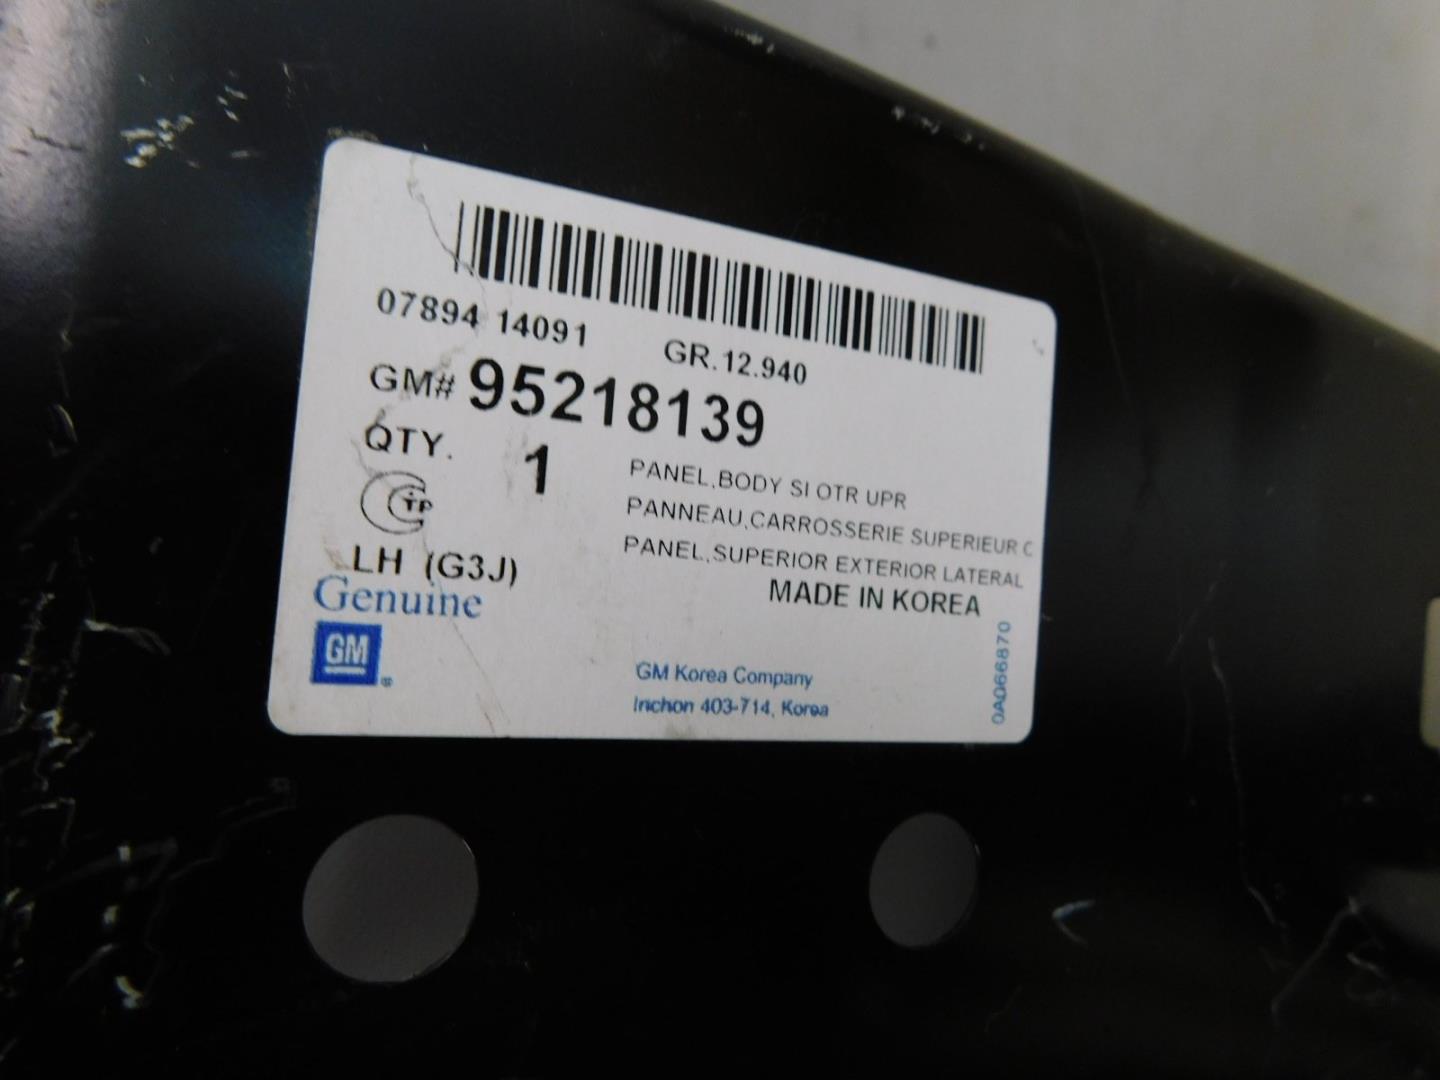 07894 14091 GR.12.940
GM# 95218139
QTY. 1
PANEL,BODY SI OTR UPR
PANNEAU,CARROSSERIE SUPERIEUR C
PANEL,SUPERIOR EXTERIOR LATERAL
CTP
LH (G3J)
MADE IN KOREA
Genuine
GM
®
GM Korea Company
Inchon 403-714, Korea
0A066870